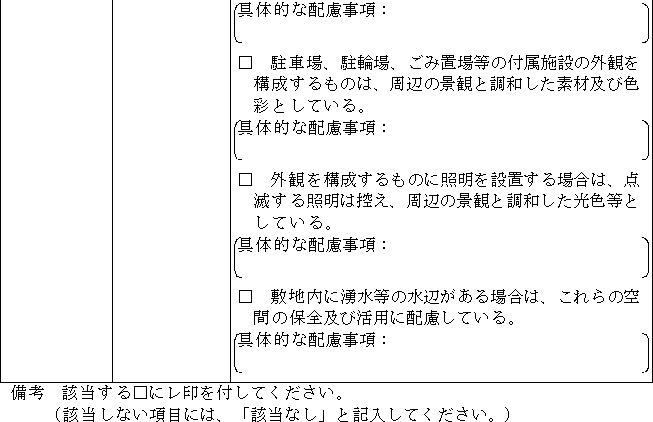 具体的な配慮事項：
□　駐車場、駐輪場、ごみ置場等の付属施設の外観を
構成するものは、周辺の景観と調和した素材及び色
彩としている。
具体的な配慮事項：
□　外観を構成するものに照明を設置する場合は、点
滅する照明は控え、周辺の景観と調和した光色等と
している。
具体的な配慮事項：
□　敷地内に湧水等の水辺がある場合は、これらの空
間の保全及び活用に配慮している。
具体的な配慮事項：
備考　該当する□にレ印を付してください。
（該当しない項目には、「該当なし」と記入してください。）